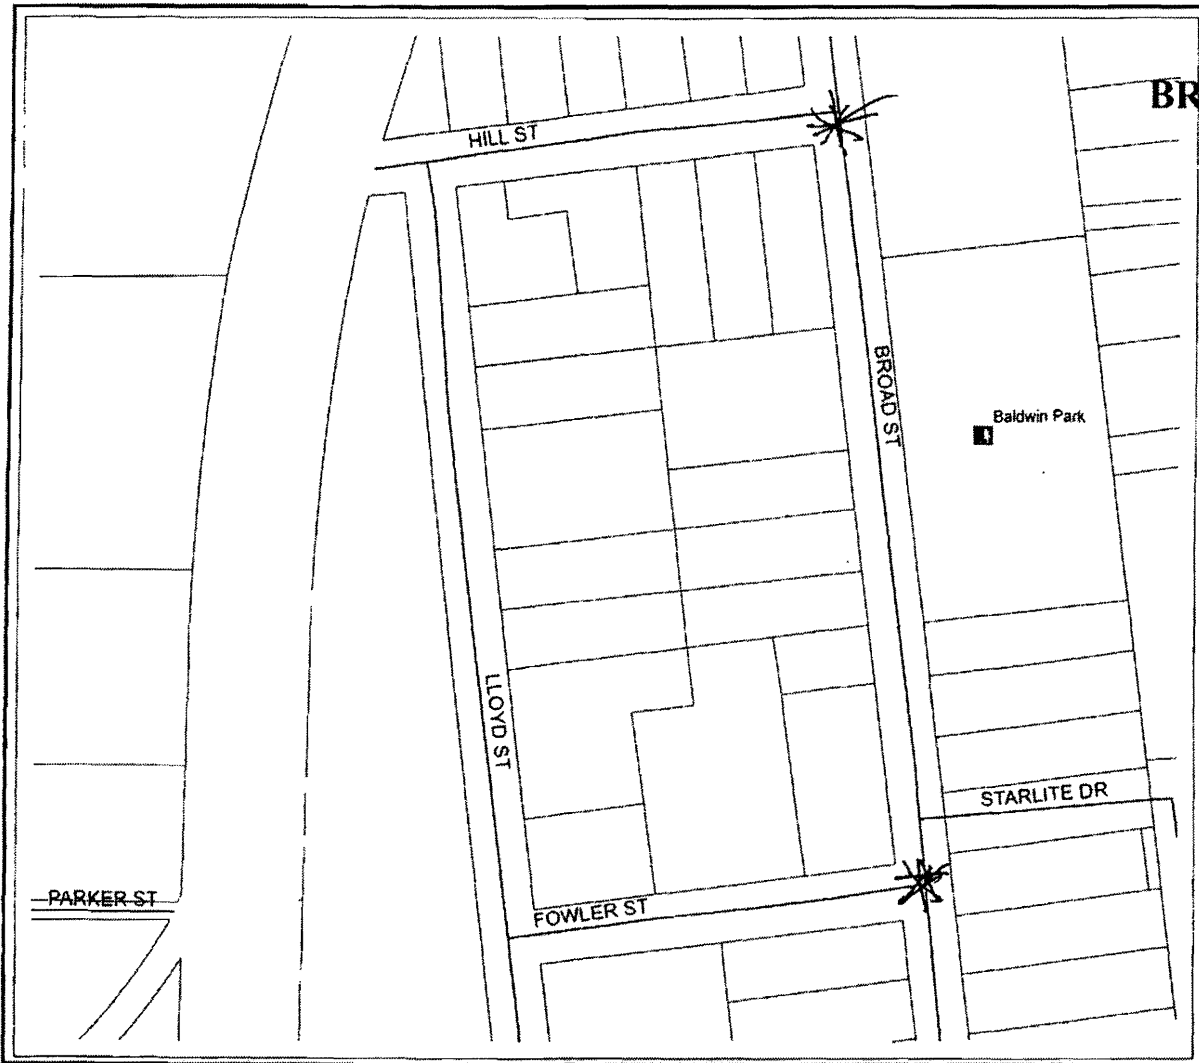 BR
HILL ST
BROAD ST
Baldwin Park
LLOYD ST
STARLITE DR
PARKER ST
FOWLER ST